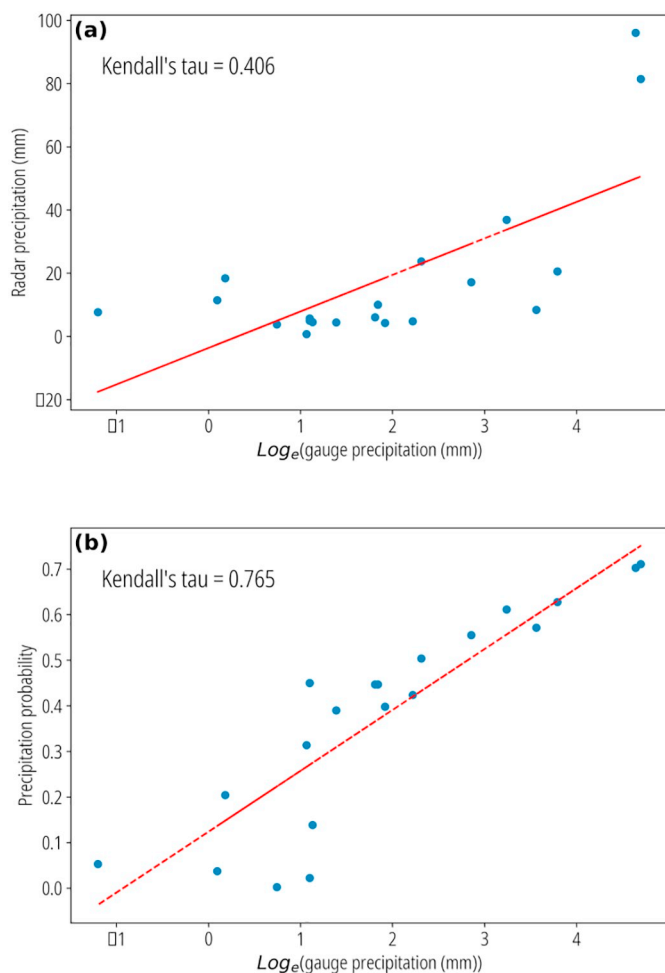 (a)
Kendall's tau = 0.406
100
80
60
40
20
0
▯20
Radar precipitation (mm)
▯1 0 1 2 3 4
Logₑ(gauge precipitation (mm))
(b)
Kendall's tau = 0.765
0.7
0.6
0.5
0.4
0.3
0.2
0.1
0.0
Precipitation probability
▯1 0 1 2 3 4
Logₑ(gauge precipitation (mm))